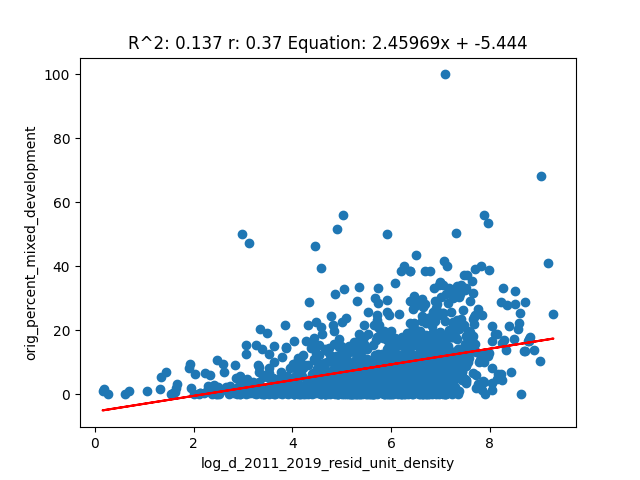 R^2: 0.137 r: 0.37 Equation: 2.45969x + -5.444
orig_percent_mixed_development
100
80
60
40
20
0
0 2 4 6 8
log_d_2011_2019_resid_unit_density